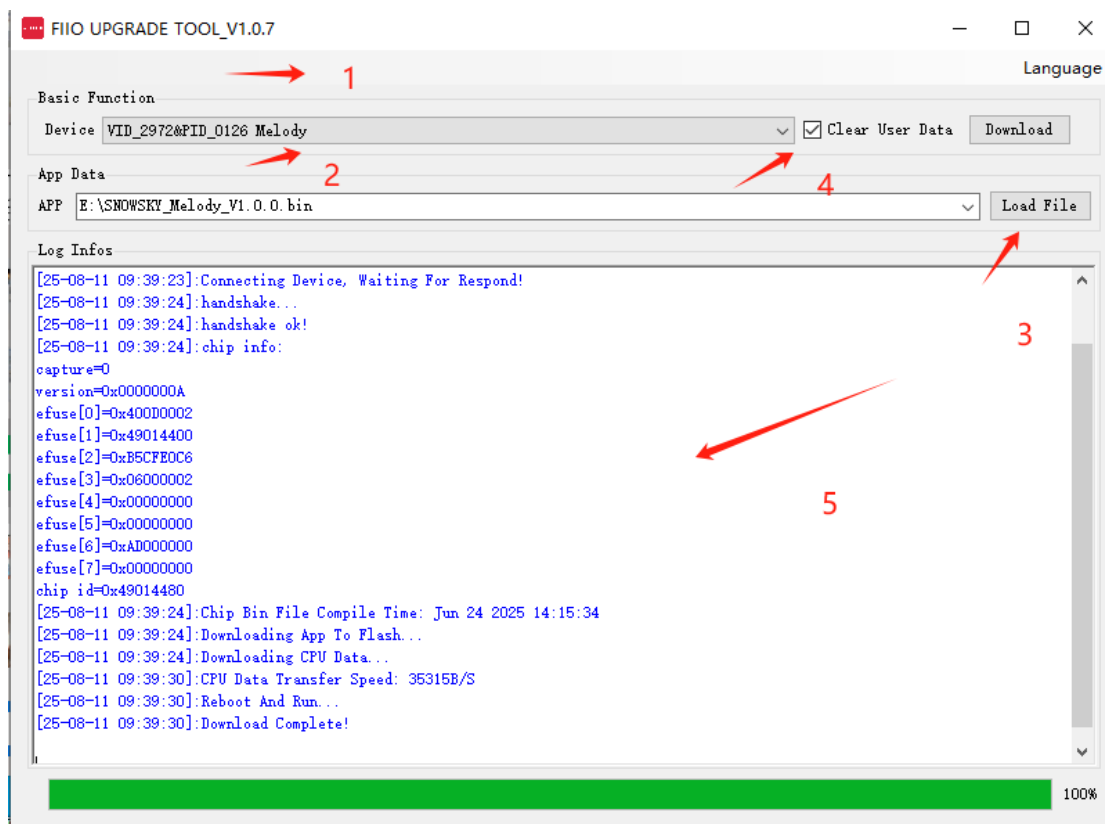 FIIO UPGRADE TOOL_V1.0.7
Language
1
Basic Function
Device VID_2972&PID_0126 Melody Clear User Data Download
2
4
App Data
APP E:\SNOWSKY_Melody_V1.0.0.bin Load File
3
Log Infos
[25-08-11 09:39:23]:Connecting Device, Waiting For Respond!
[25-08-11 09:39:24]:handshake...
[25-08-11 09:39:24]:handshake ok!
[25-08-11 09:39:24]:chip info:
capture=0
version=0x0000000A
efuse[0]=0x400D0002
efuse[1]=0x49014400
efuse[2]=0xB5CFE0C6
efuse[3]=0x06000002
efuse[4]=0x00000000
5
efuse[5]=0x00000000
efuse[6]=0xAD000000
efuse[7]=0x00000000
chip id=0x49014480
[25-08-11 09:39:24]:Chip Bin File Compile Time: Jun 24 2025 14:15:34
[25-08-11 09:39:24]:Downloading App To Flash...
[25-08-11 09:39:24]:Downloading CPU Data...
[25-08-11 09:39:30]:CPU Data Transfer Speed: 35315B/S
[25-08-11 09:39:30]:Reboot And Run...
[25-08-11 09:39:30]:Download Complete!
100%